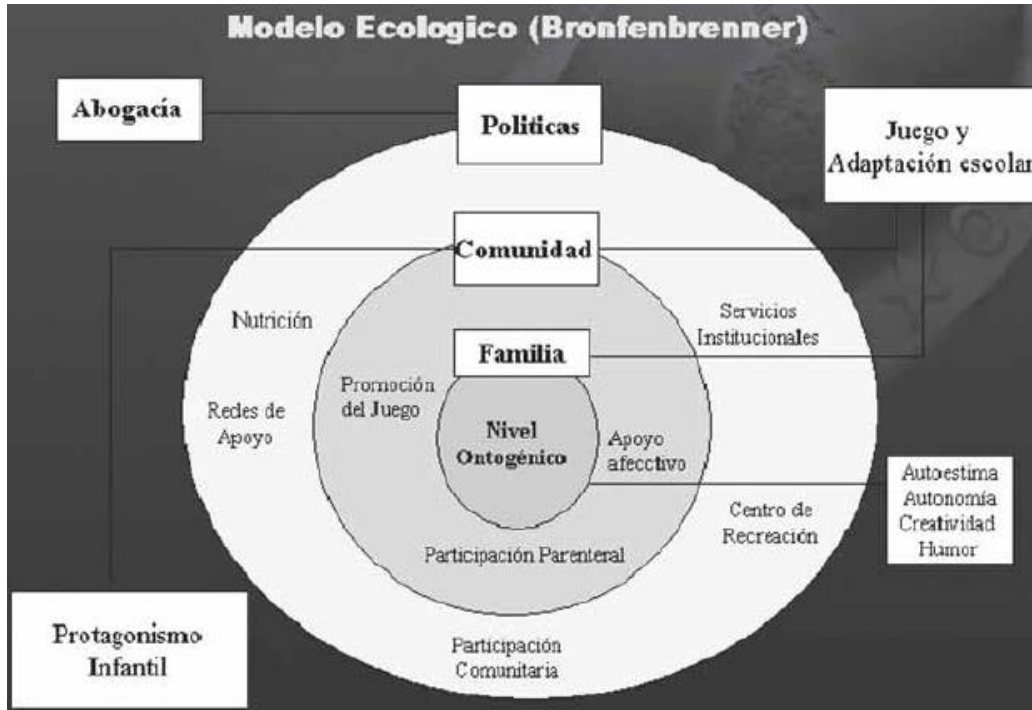 Modelo Ecologico (Bronfenbrenner)
Abogacía
Politicas
Juego y
Adaptación escolar
Comunidad
Nutrición
Servicios
Institucionales
Familia
Promoción
del Juego
Redes de
Apoyo
Nivel
Ontogénico
Apoyo
afecctivo
Autoestima
Autonomía
Creatividad
Humor
Centro de
Recreación
Participación Parenteral
Protagonismo
Infantil
Participación
Comunitaria